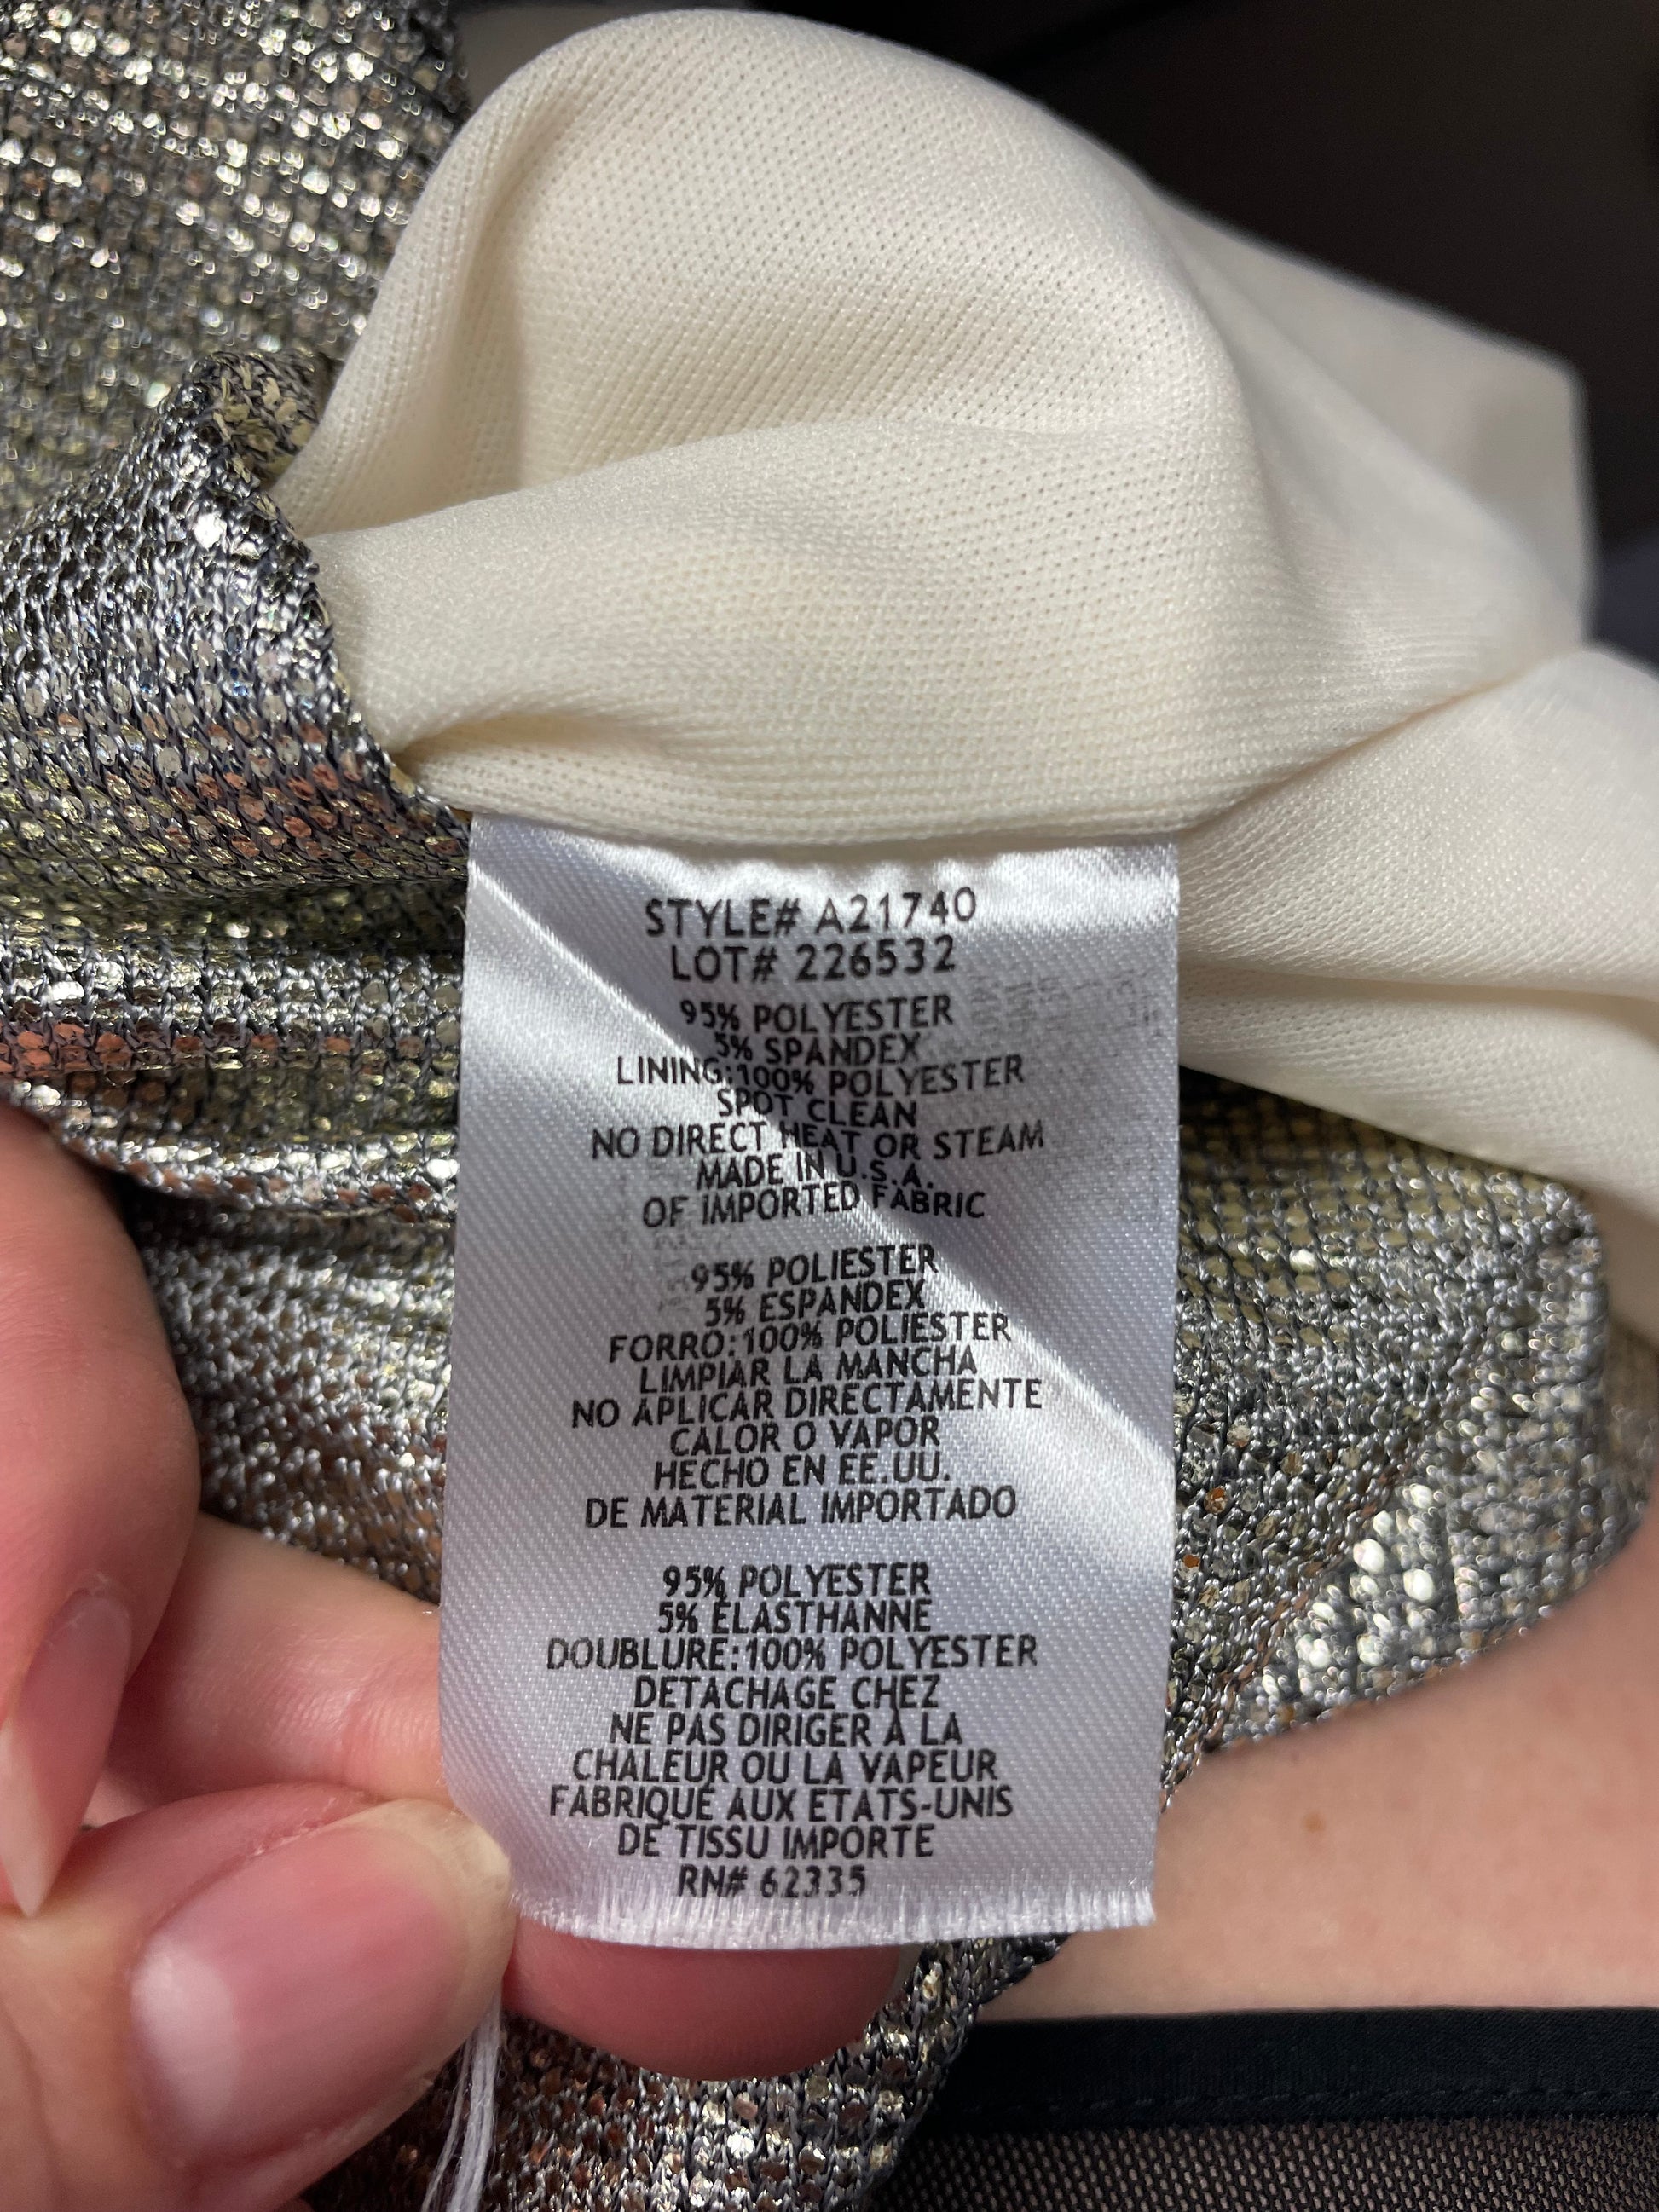 STYLE# A21740
LOT# 226532
95% POLYESTER
5% SPANDEX
LINING:100% POLYESTER
SPOT CLEAN
NO DIRECT HEAT OR STEAM
MADE IN U.S.A.
OF IMPORTED FABRIC
95% POLIESTER
5% ESPANDEX
FORRO:100% POLIESTER
LIMPIAR LA MANCHA
NO APLICAR DIRECTAMENTE
CALOR O VAPOR
HECHO EN EE.UU.
DE MATERIAL IMPORTADO
95% POLYESTER
5% ELASTHANNE
DOUBLURE:100% POLYESTER
DETACHAGE CHEZ
NE PAS DIRIGER À LA
CHALEUR OU LA VAPEUR
FABRIQUÉ AUX ETATS-UNIS
DE TISSU IMPORTE
RN# 62335